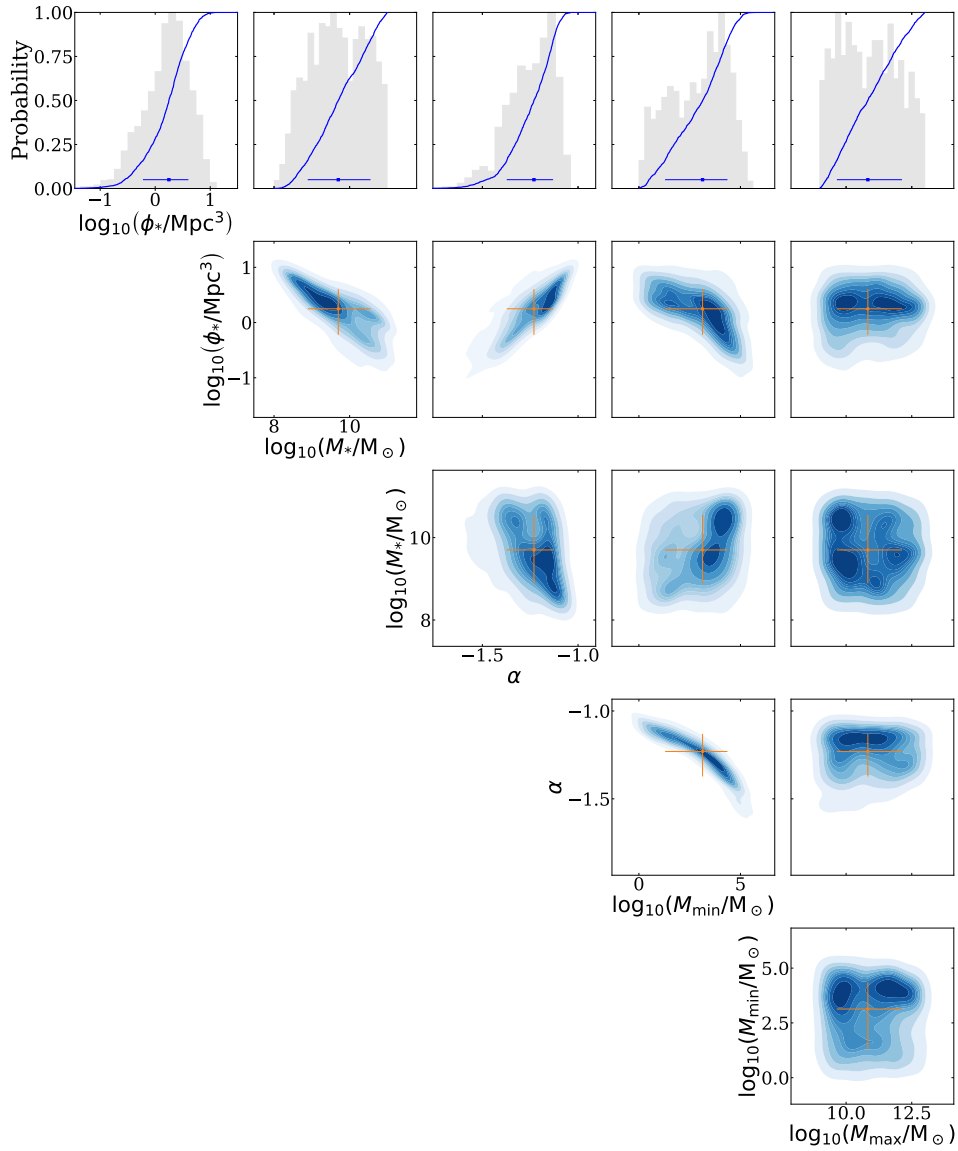 1.00
0.75
0.50
0.25
0.00
Probability
−1 0 1
log₁₀(ϕ∗/Mpc³)
1
0
−1
log₁₀(ϕ∗/Mpc³)
8 10
log₁₀(M∗/M⊙)
10
8
log₁₀(M∗/M⊙)
−1.5 −1.0
α
−1.0
−1.5
α
0 5
log₁₀(Mmin/M⊙)
5.0
2.5
0.0
log₁₀(Mmin/M⊙)
10.0 12.5
log₁₀(Mmax/M⊙)